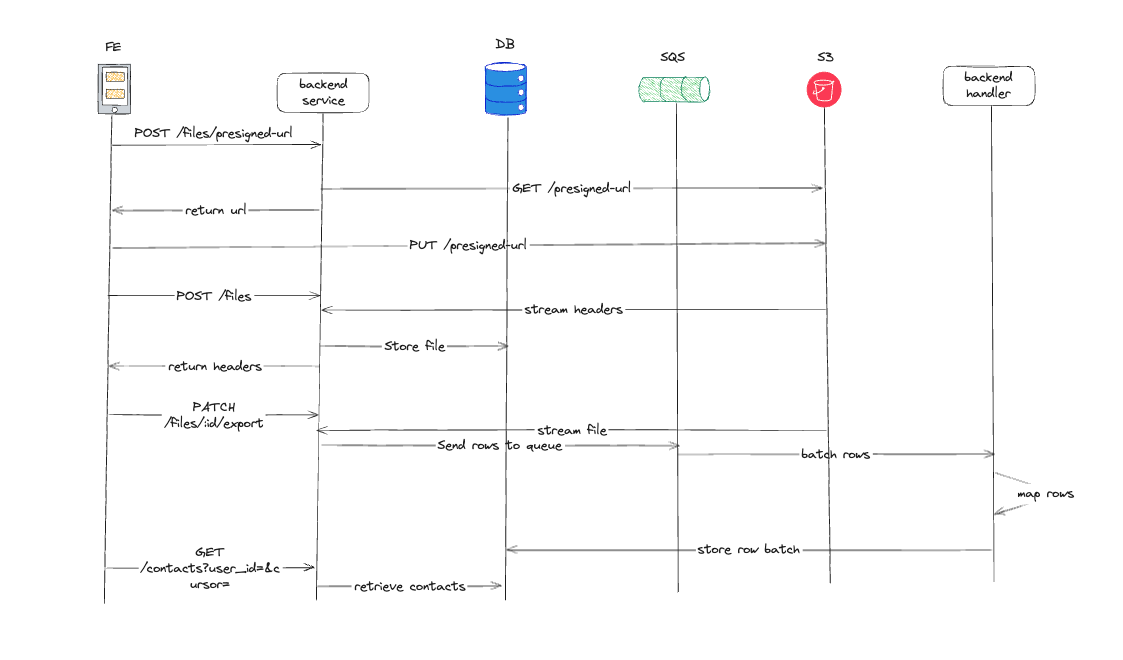 FE
DB
SQS
S3
backend
service
backend
handler
POST /files/presigned-url
GET /presigned-url
return url
PUT /presigned-url
POST /files
stream headers
Store file
return headers
PATCH
/files/:id/export
stream file
Send rows to queue
batch rows
map rows
store row batch
GET
/contacts?user_id=&c
ursor=
retrieve contacts